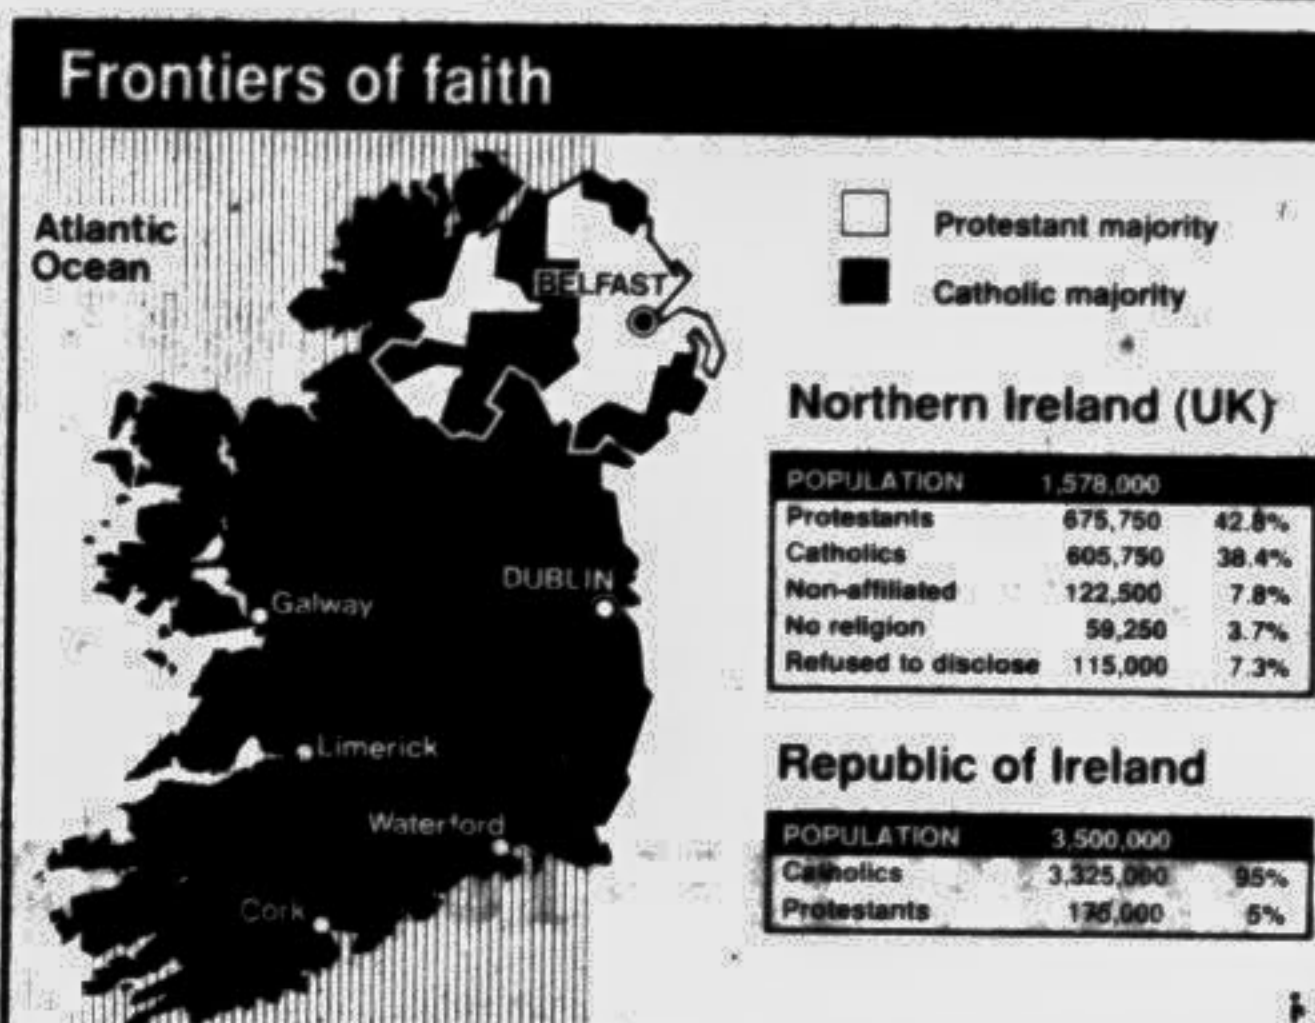 Frontiers of faith
Atlantic
Ocean
BELFAST
DUBLIN
Galway
Limerick
Waterford
Cork
Protestant majority
Catholic majority
Northern Ireland (UK)
POPULATION 1,578,000
Protestants 675,750 42.8%
Catholics 605,750 38.4%
Non-affiliated 122,500 7.8%
No religion 59,250 3.7%
Refused to disclose 115,000 7.3%
Republic of Ireland
POPULATION 3,500,000
Catholics 3,325,000 95%
Protestants 175,000 5%